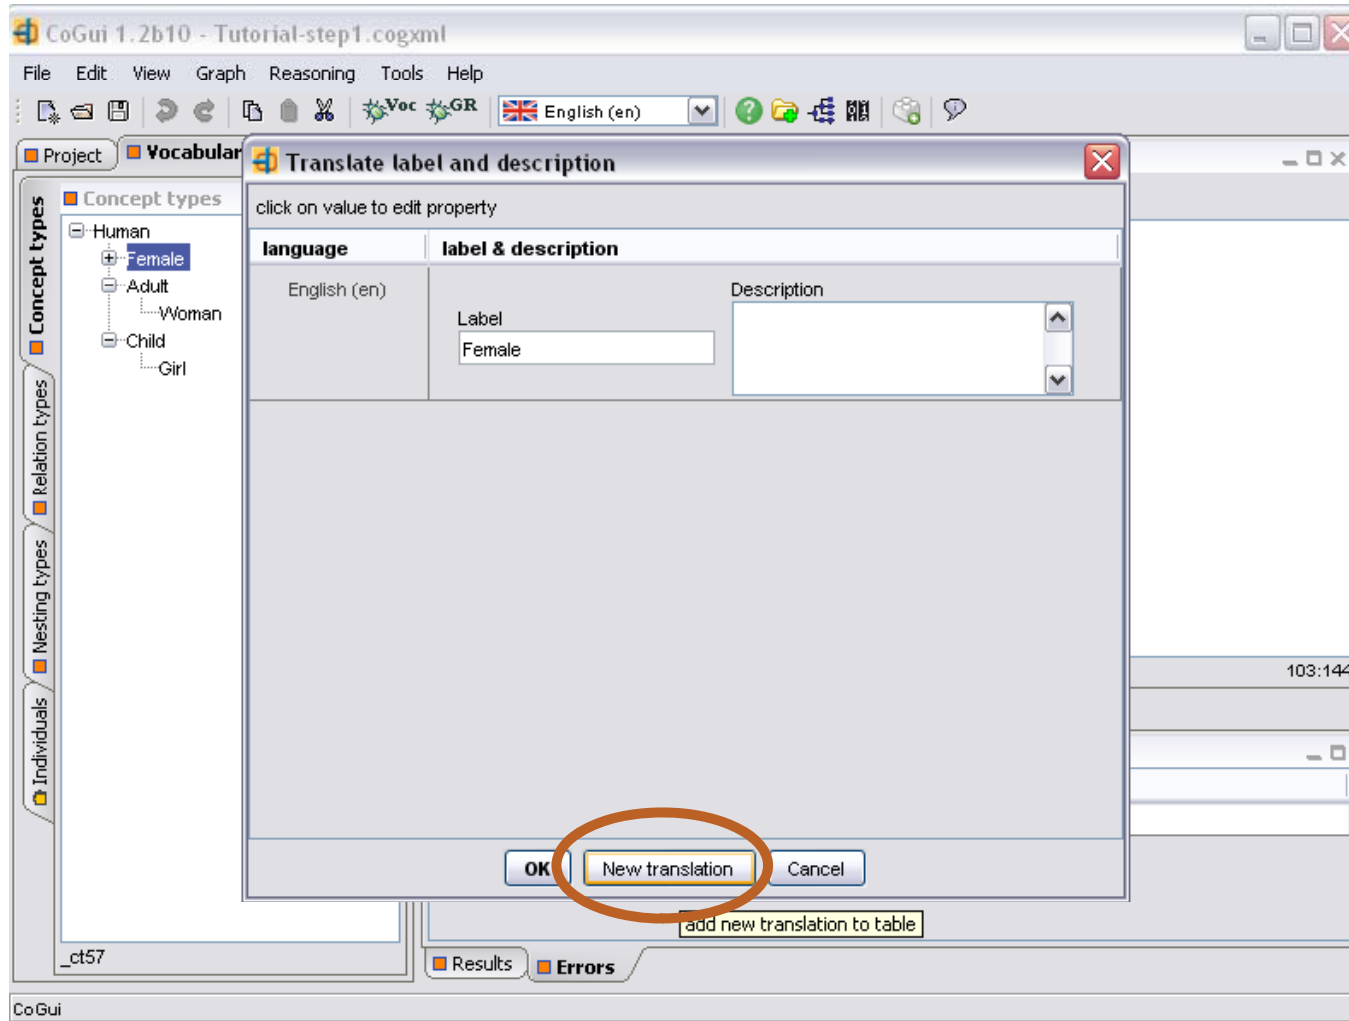 CoGui 1.2b10 - Tutorial-step1.cogxml
File Edit View Graph Reasoning Tools Help
Voc GR English (en)
Project Vocabular
Translate label and description
click on value to edit property
language label & description
English (en)
Label
Female
Description
Concept types
Human
Female
Adult
Woman
Child
Girl
Concept types
Relation types
Nesting types
Individuals
103:144
OK New translation Cancel
add new translation to table
_ct57
Results Errors
CoGui